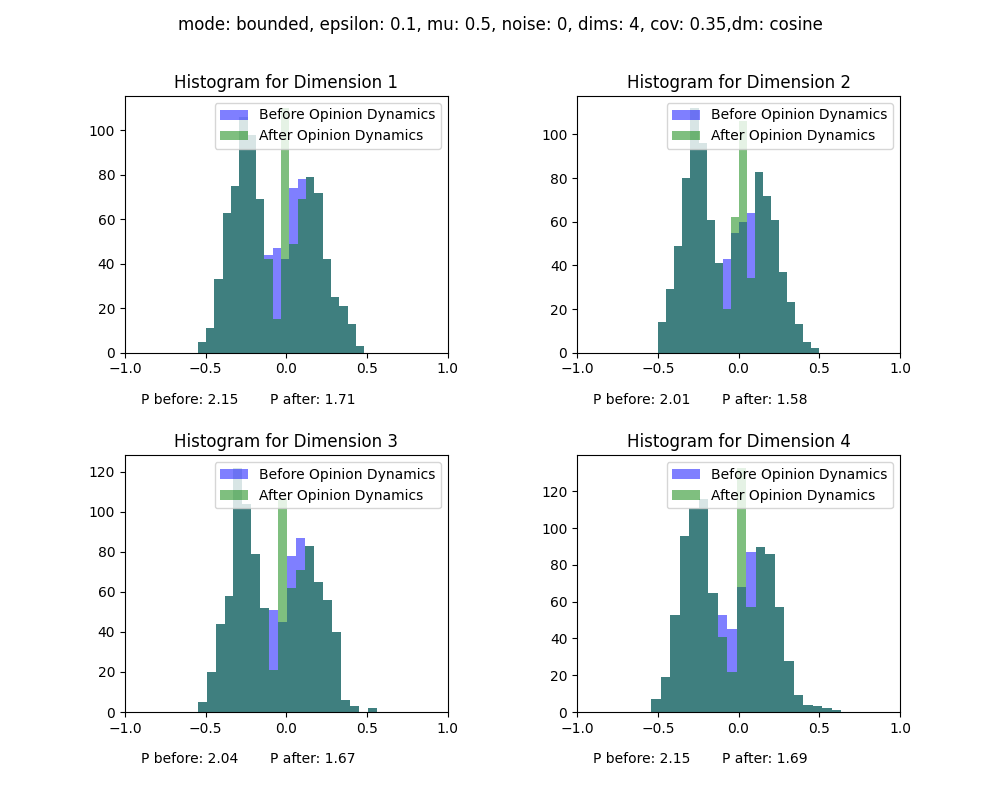 mode: bounded, epsilon: 0.1, mu: 0.5, noise: 0, dims: 4, cov: 0.35,dm: cosine
Histogram for Dimension 1
Before Opinion Dynamics
After Opinion Dynamics
100
80
60
40
20
0
−1.0 −0.5 0.0 0.5 1.0
P before: 2.15 P after: 1.71
Histogram for Dimension 2
Before Opinion Dynamics
After Opinion Dynamics
100
80
60
40
20
0
−1.0 −0.5 0.0 0.5 1.0
P before: 2.01 P after: 1.58
Histogram for Dimension 3
Before Opinion Dynamics
After Opinion Dynamics
120
100
80
60
40
20
0
−1.0 −0.5 0.0 0.5 1.0
P before: 2.04 P after: 1.67
Histogram for Dimension 4
Before Opinion Dynamics
After Opinion Dynamics
120
100
80
60
40
20
0
−1.0 −0.5 0.0 0.5 1.0
P before: 2.15 P after: 1.69